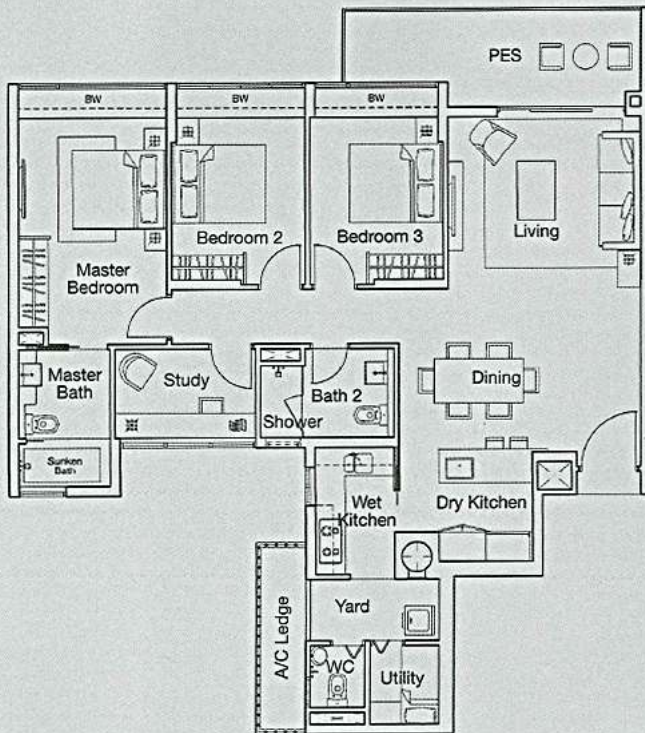 PES
BW
BW
BW
Bedroom 2
Bedroom 3
Living
Master
Bedroom
Master
Bath
Study
Bath 2
Shower
Dining
Sunken
Bath
Wet
Kitchen
Dry Kitchen
A/C Ledge
Yard
WC
Utility